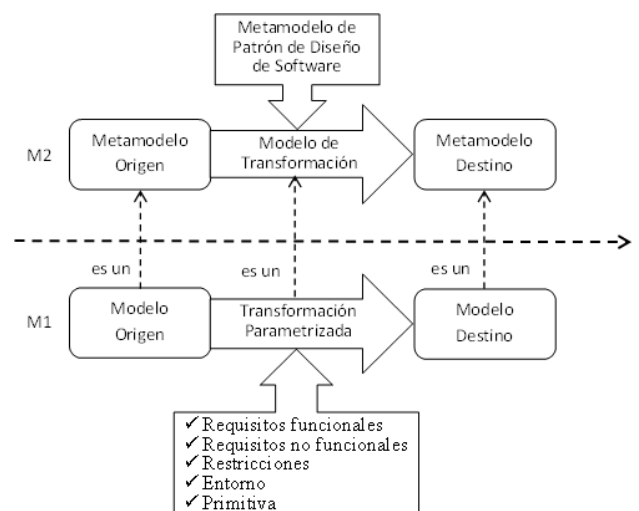 Metamodelo de
Patrón de Diseño
de Software
M2
Metamodelo
Origen
Modelo de
Transformación
Metamodelo
Destino
es un
es un
es un
M1
Modelo
Origen
Transformación
Parametrizada
Modelo
Destino
✓ Requisitos funcionales
✓ Requisitos no funcionales
✓ Restricciones
✓ Entorno
✓ Primitiva